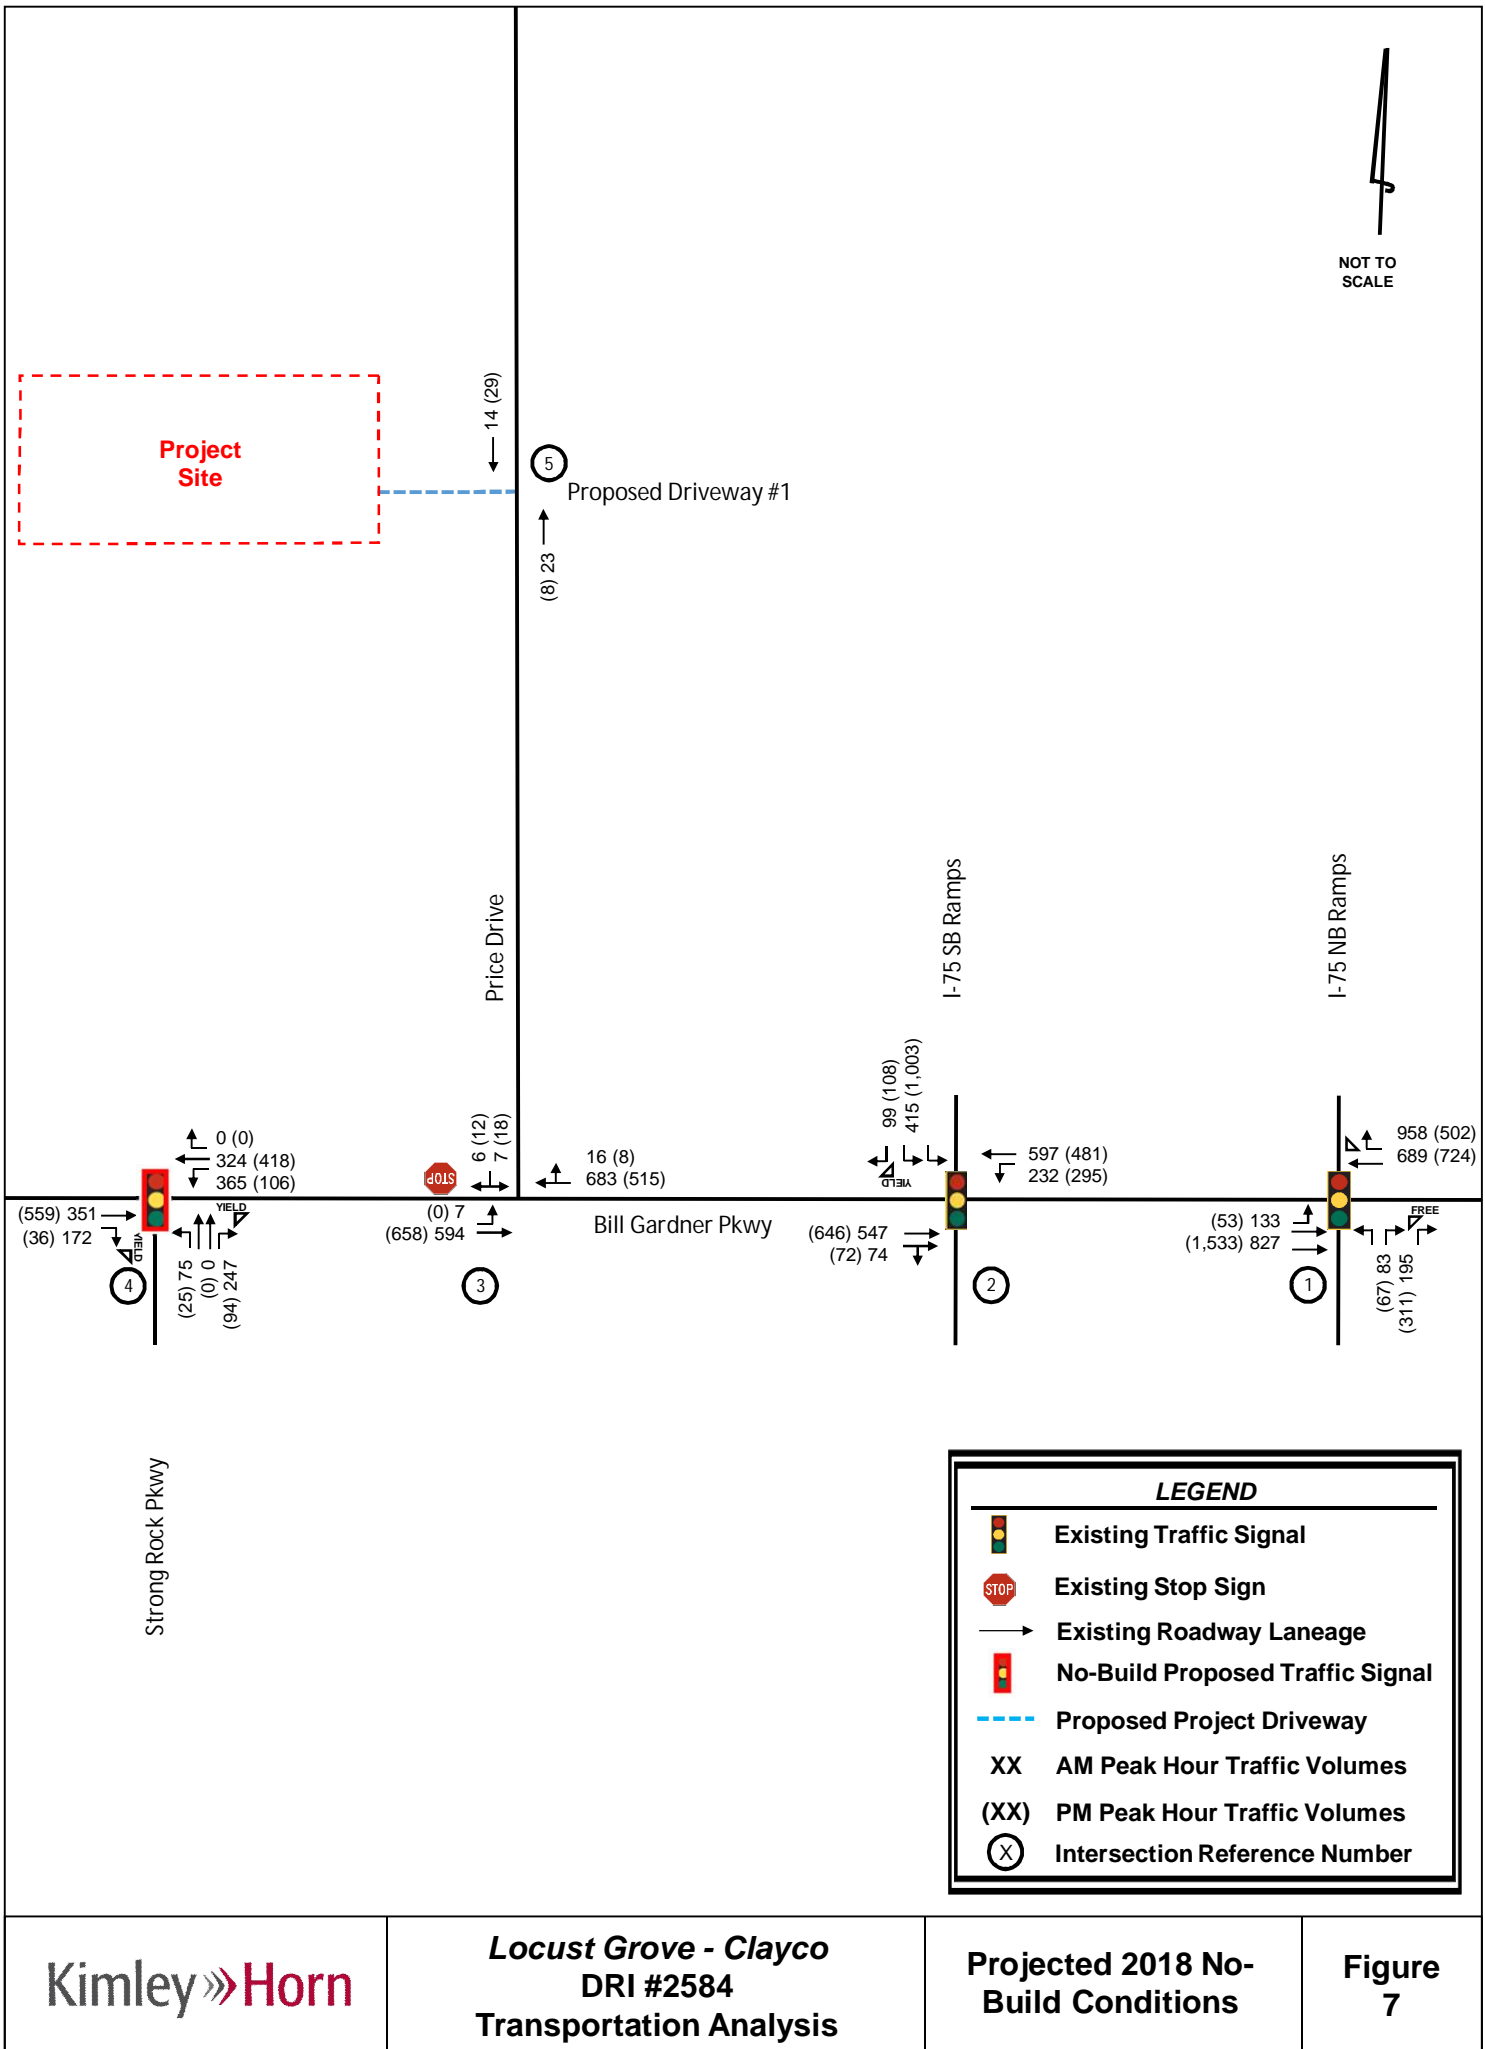 NOT TO
SCALE
14 (29)
Project
Site
5
Proposed Driveway #1
(8) 23
Price Drive
I-75 SB Ramps
I-75 NB Ramps
0 (0)
324 (418)
365 (106)
YIELD
(559) 351
(36) 172
YIELD
4
(25) 75
(0) 0
(94) 247
6 (12)
7 (18)
STOP
16 (8)
683 (515)
(0) 7
(658) 594
3
Bill Gardner Pkwy
99 (108)
415 (1,003)
YIELD
597 (481)
232 (295)
(646) 547
(72) 74
2
958 (502)
689 (724)
(53) 133
(1,533) 827
FREE
1
(67) 83
(311) 195
Strong Rock Pkwy
LEGEND
Existing Traffic Signal
STOP Existing Stop Sign
Existing Roadway Laneage
No-Build Proposed Traffic Signal
Proposed Project Driveway
XX AM Peak Hour Traffic Volumes
(XX) PM Peak Hour Traffic Volumes
X Intersection Reference Number
Kimley»Horn
Locust Grove - Clayco
DRI #2584
Transportation Analysis
Projected 2018 No-
Build Conditions
Figure
7